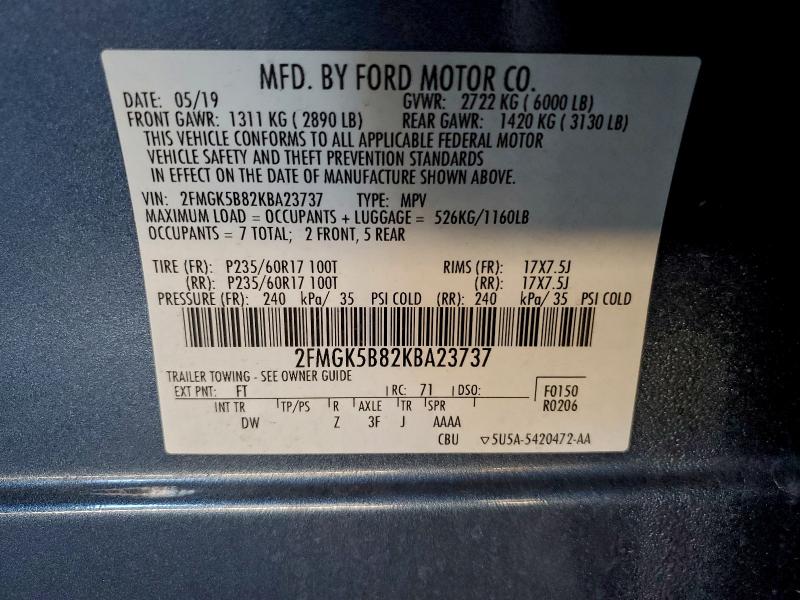 MFD. BY FORD MOTOR CO.
DATE: 05/19 GVWR: 2722 KG ( 6000 LB)
FRONT GAWR: 1311 KG ( 2890 LB) REAR GAWR: 1420 KG ( 3130 LB)
THIS VEHICLE CONFORMS TO ALL APPLICABLE FEDERAL MOTOR
VEHICLE SAFETY AND THEFT PREVENTION STANDARDS
IN EFFECT ON THE DATE OF MANUFACTURE SHOWN ABOVE.
VIN: 2FMGK5B82KBA23737 TYPE: MPV
MAXIMUM LOAD = OCCUPANTS + LUGGAGE = 526KG/1160LB
OCCUPANTS = 7 TOTAL; 2 FRONT, 5 REAR
TIRE (FR): P235/60R17 100T RIMS (FR): 17X7.5J
(RR): P235/60R17 100T (RR): 17X7.5J
PRESSURE (FR): 240 kPa/ 35 PSI COLD (RR): 240 kPa/ 35 PSI COLD
2FMGK5B82KBA23737
TRAILER TOWING - SEE OWNER GUIDE
EXT PNT: FT RC: 71 DSO: F0150
INT TR TP/PS R AXLE TR SPR R0206
DW Z 3F J AAAA
CBU ▽5U5A-5420472-AA